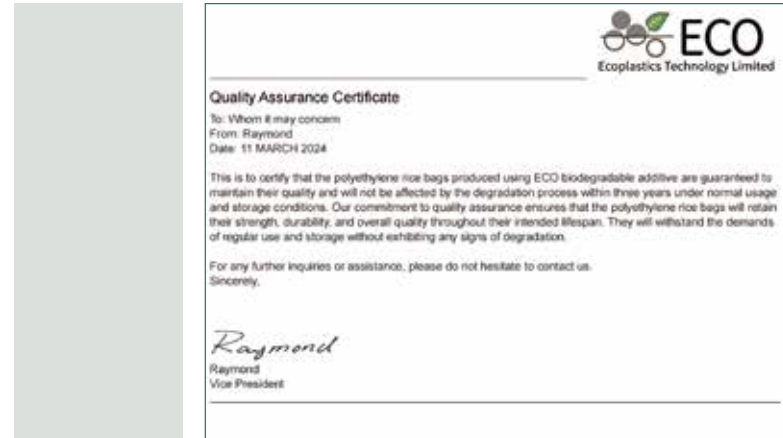 ECO
Ecoplastics Technology Limited
Quality Assurance Certificate
To: Whom it may concern
From: Raymond
Date: 11 MARCH 2024
This is to certify that the polyethylene rice bags produced using ECO biodegradable additive are guaranteed to
maintain their quality and will not be affected by the degradation process within three years under normal usage
and storage conditions. Our commitment to quality assurance ensures that the polyethylene rice bags will retain
their strength, durability, and overall quality throughout their intended lifespan. They will withstand the demands
of regular use and storage without exhibiting any signs of degradation.
For any further inquiries or assistance, please do not hesitate to contact us.
Sincerely,
Raymond
Raymond
Vice President